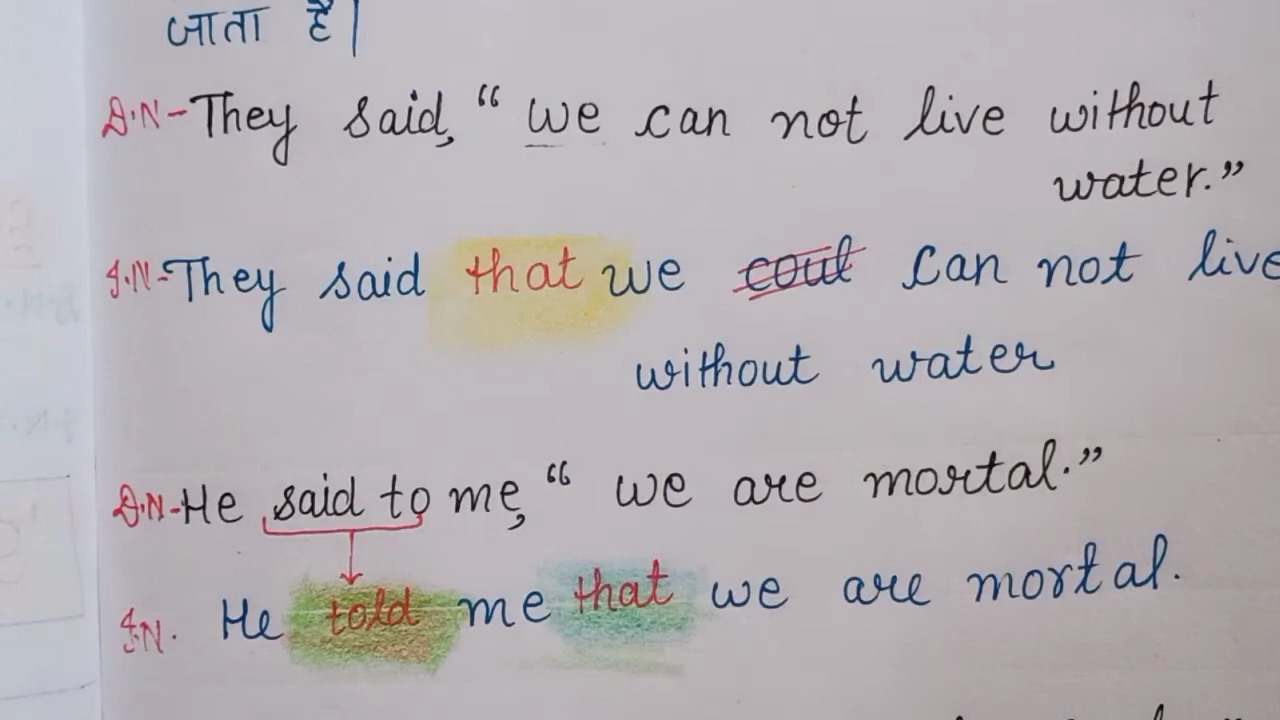 जाता है|
D.N-They said, “ we can not live without
water.”
I.N-They said that we coul can not live
without water
D.N-He said to me, “ we are mortal.”
I.N. He told me that we are mortal.